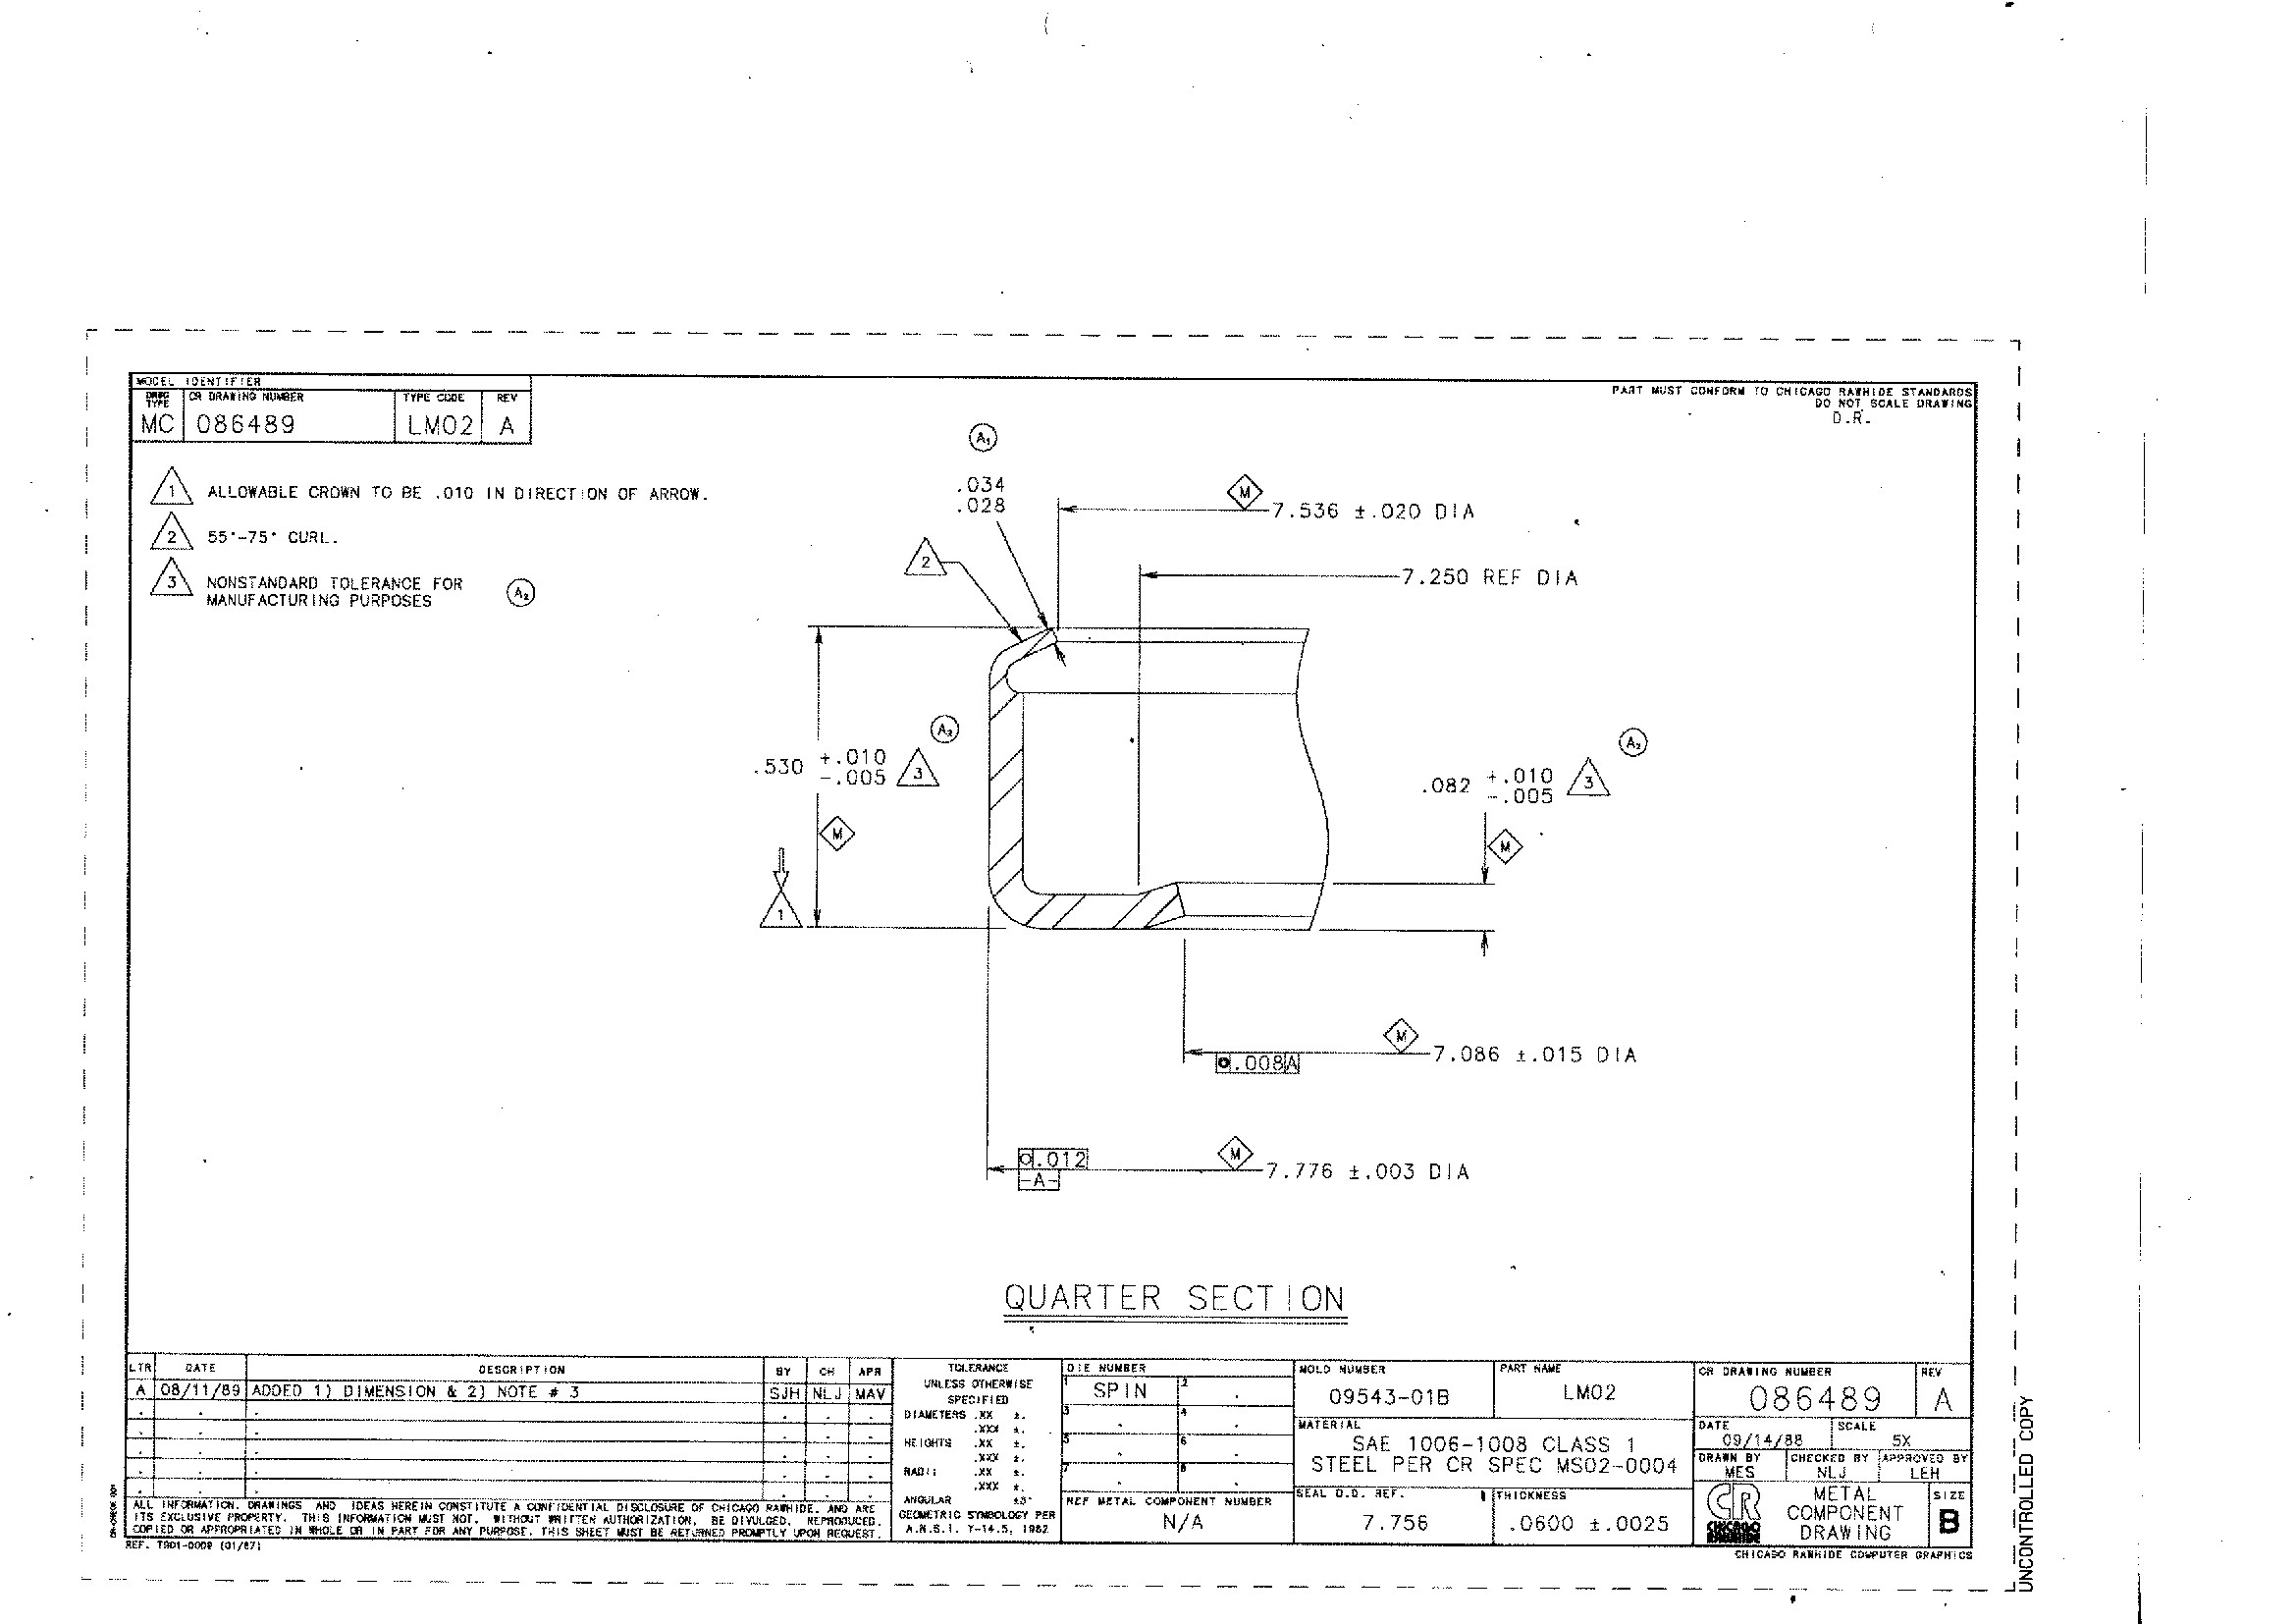 MODEL IDENTIFIER
DRWG TYPE
CR DRAWING NUMBER
TYPE CODE
REV
MC
086489
LM02
A
PART MUST CONFORM TO CHICAGO RAWHIDE STANDARDS
DO NOT SCALE DRAWING
D.R.
1 ALLOWABLE CROWN TO BE .010 IN DIRECTION OF ARROW.
2 55°-75° CURL.
3 NONSTANDARD TOLERANCE FOR
MANUFACTURING PURPOSES
A2
A1
.034
.028
M
7.536 ±.020 DIA
2
7.250 REF DIA
A2
.530 +.010 -.005 3
M
1
A2
.082 +.010 -.005 3
M
M
7.086 ±.015 DIA
.008 A
.012
-A-
M
7.776 ±.003 DIA
QUARTER SECTION
LTR DATE DESCRIPTION BY CH APR
A 08/11/89 ADDED 1) DIMENSION & 2) NOTE # 3 SJH NLJ MAV
ALL INFORMATION, DRAWINGS AND IDEAS HEREIN CONSTITUTE A CONFIDENTIAL DISCLOSURE OF CHICAGO RAWHIDE, AND ARE
ITS EXCLUSIVE PROPERTY. THIS INFORMATION MUST NOT, WITHOUT WRITTEN AUTHORIZATION, BE DIVULGED, REPRODUCED,
COPIED OR APPROPRIATED IN WHOLE OR IN PART FOR ANY PURPOSE. THIS SHEET MUST BE RETURNED PROMPTLY UPON REQUEST.
REF. TS01-0009 (01/87)
TOLERANCE
UNLESS OTHERWISE
SPECIFIED
DIAMETERS .XX ±.
.XXX ±.
HEIGHTS .XX ±.
.XXX ±.
RADII .XX ±.
.XXX ±.
ANGULAR ±3°
GEOMETRIC SYMBOLOGY PER
A.N.S.I. Y-14.5, 1982
DIE NUMBER
1 SPIN 2
3 4
5 6
7 8
REF METAL COMPONENT NUMBER
N/A
MOLD NUMBER
09543-01B
PART NAME
LM02
MATERIAL
SAE 1006-1008 CLASS 1
STEEL PER CR SPEC MS02-0004
SEAL O.D. REF.
7.756
THICKNESS
.0600 ±.0025
CR DRAWING NUMBER
086489
REV
A
DATE
09/14/88
SCALE
5X
DRAWN BY
MES
CHECKED BY
NLJ
APPROVED BY
LEH
CR
CHICAGO
RAWHIDE
METAL
COMPONENT
DRAWING
SIZE
B
CHICAGO RAWHIDE COMPUTER GRAPHICS
UNCONTROLLED COPY